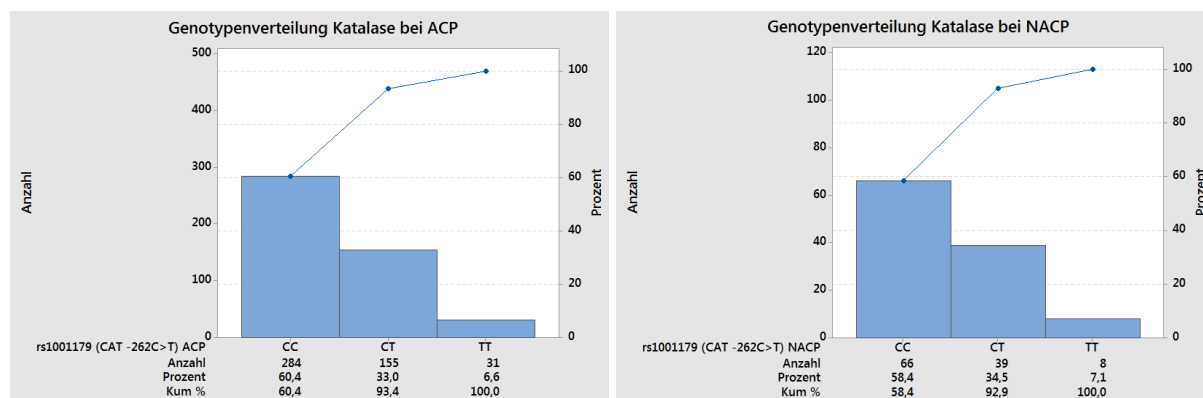 Genotypenverteilung Katalase bei ACP
500
400
300
200
100
0
Anzahl
100
80
60
40
20
0
Prozent
rs1001179 (CAT -262C>T) ACP CC CT TT
Anzahl 284 155 31
Prozent 60,4 33,0 6,6
Kum % 60,4 93,4 100,0
Genotypenverteilung Katalase bei NACP
120
100
80
60
40
20
0
Anzahl
100
80
60
40
20
0
Prozent
rs1001179 (CAT -262C>T) NACP CC CT TT
Anzahl 66 39 8
Prozent 58,4 34,5 7,1
Kum % 58,4 92,9 100,0